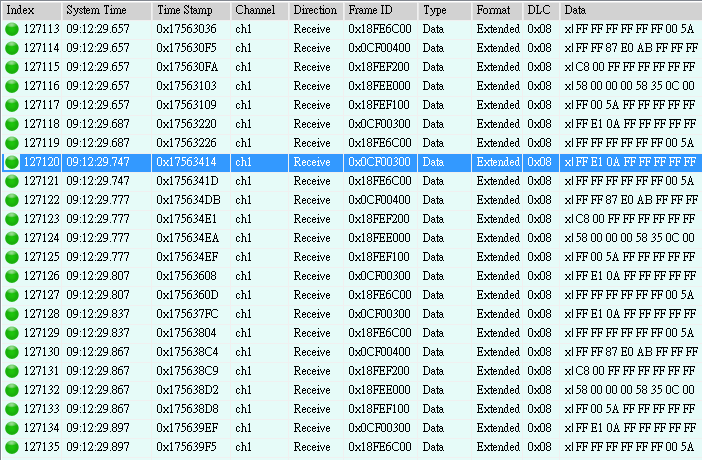 Index System Time Time Stamp Channel Direction Frame ID Type Format DLC Data
127113 09:12:29.657 0x17563036 ch1 Receive 0x18FE6C00 Data Extended 0x08 x| FF FF FF FF FF FF 00 5A
127114 09:12:29.657 0x175630F5 ch1 Receive 0x0CF00400 Data Extended 0x08 x| FF FF 87 E0 AB FF FF FF
127115 09:12:29.657 0x175630FA ch1 Receive 0x18FEF200 Data Extended 0x08 x| C8 00 FF FF FF FF FF FF
127116 09:12:29.657 0x17563103 ch1 Receive 0x18FEE000 Data Extended 0x08 x| 58 00 00 00 58 35 0C 00
127117 09:12:29.657 0x17563109 ch1 Receive 0x18FEF100 Data Extended 0x08 x| FF 00 5A FF FF FF FF FF
127118 09:12:29.687 0x17563220 ch1 Receive 0x0CF00300 Data Extended 0x08 x| FF E1 0A FF FF FF FF FF
127119 09:12:29.687 0x17563226 ch1 Receive 0x18FE6C00 Data Extended 0x08 x| FF FF FF FF FF FF 00 5A
127120 09:12:29.747 0x17563414 ch1 Receive 0x0CF00300 Data Extended 0x08 x| FF E1 0A FF FF FF FF FF
127121 09:12:29.747 0x1756341D ch1 Receive 0x18FE6C00 Data Extended 0x08 x| FF FF FF FF FF FF 00 5A
127122 09:12:29.777 0x175634DB ch1 Receive 0x0CF00400 Data Extended 0x08 x| FF FF 87 E0 AB FF FF FF
127123 09:12:29.777 0x175634E1 ch1 Receive 0x18FEF200 Data Extended 0x08 x| C8 00 FF FF FF FF FF FF
127124 09:12:29.777 0x175634EA ch1 Receive 0x18FEE000 Data Extended 0x08 x| 58 00 00 00 58 35 0C 00
127125 09:12:29.777 0x175634EF ch1 Receive 0x18FEF100 Data Extended 0x08 x| FF 00 5A FF FF FF FF FF
127126 09:12:29.807 0x17563608 ch1 Receive 0x0CF00300 Data Extended 0x08 x| FF E1 0A FF FF FF FF FF
127127 09:12:29.807 0x1756360D ch1 Receive 0x18FE6C00 Data Extended 0x08 x| FF FF FF FF FF FF 00 5A
127128 09:12:29.837 0x175637FC ch1 Receive 0x0CF00300 Data Extended 0x08 x| FF E1 0A FF FF FF FF FF
127129 09:12:29.837 0x17563804 ch1 Receive 0x18FE6C00 Data Extended 0x08 x| FF FF FF FF FF FF 00 5A
127130 09:12:29.867 0x175638C4 ch1 Receive 0x0CF00400 Data Extended 0x08 x| FF FF 87 E0 AB FF FF FF
127131 09:12:29.867 0x175638C9 ch1 Receive 0x18FEF200 Data Extended 0x08 x| C8 00 FF FF FF FF FF FF
127132 09:12:29.867 0x175638D2 ch1 Receive 0x18FEE000 Data Extended 0x08 x| 58 00 00 00 58 35 0C 00
127133 09:12:29.867 0x175638D8 ch1 Receive 0x18FEF100 Data Extended 0x08 x| FF 00 5A FF FF FF FF FF
127134 09:12:29.897 0x175639EF ch1 Receive 0x0CF00300 Data Extended 0x08 x| FF E1 0A FF FF FF FF FF
127135 09:12:29.897 0x175639F5 ch1 Receive 0x18FE6C00 Data Extended 0x08 x| FF FF FF FF FF FF 00 5A